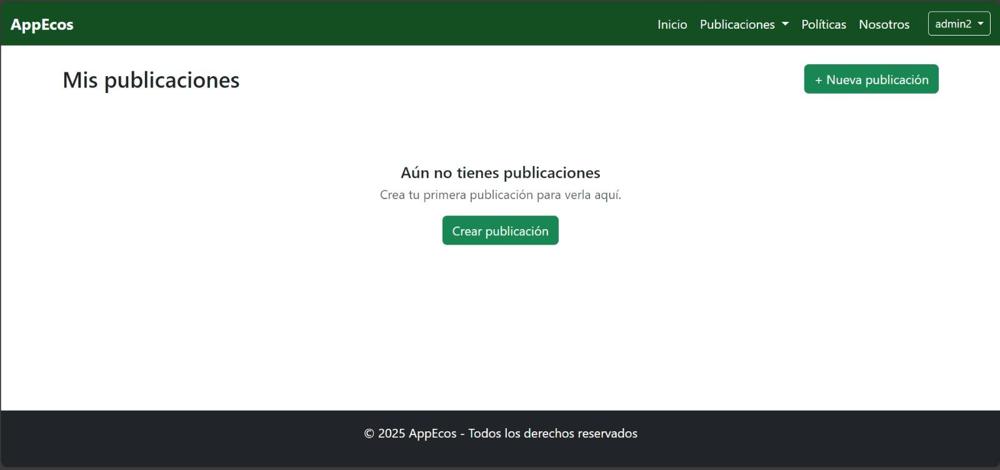 AppEcos
Inicio Publicaciones Políticas Nosotros admin2
Mis publicaciones
+ Nueva publicación
Aún no tienes publicaciones
Crea tu primera publicación para verla aquí.
Crear publicación
© 2025 AppEcos - Todos los derechos reservados